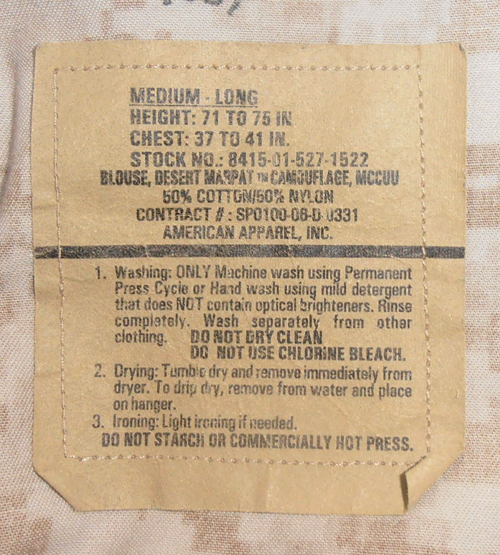 MEDIUM - LONG
HEIGHT: 71 TO 75 IN
CHEST: 37 TO 41 IN.
STOCK NO.: 8415-01-527-1522
BLOUSE, DESERT MARPAT ™ CAMOUFLAGE, MCCUU
50% COTTON/50% NYLON
CONTRACT # : SP0100-06-D-0331
AMERICAN APPAREL, INC.
1. Washing: ONLY Machine wash using Permanent
Press Cycle or Hand wash using mild detergent
that does NOT contain optical brighteners. Rinse
completely. Wash separately from other
clothing. DO NOT DRY CLEAN
DO NOT USE CHLORINE BLEACH.
2. Drying: Tumble dry and remove immediately from
dryer. To drip dry, remove from water and place
on hanger.
3. Ironing: Light ironing if needed.
DO NOT STARCH OR COMMERCIALLY HOT PRESS.